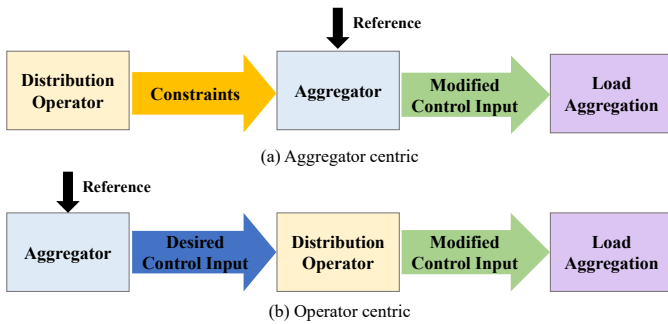 Reference
Distribution
Operator
Constraints
Aggregator
Modified
Control Input
Load
Aggregation
(a) Aggregator centric
Reference
Aggregator
Desired
Control Input
Distribution
Operator
Modified
Control Input
Load
Aggregation
(b) Operator centric